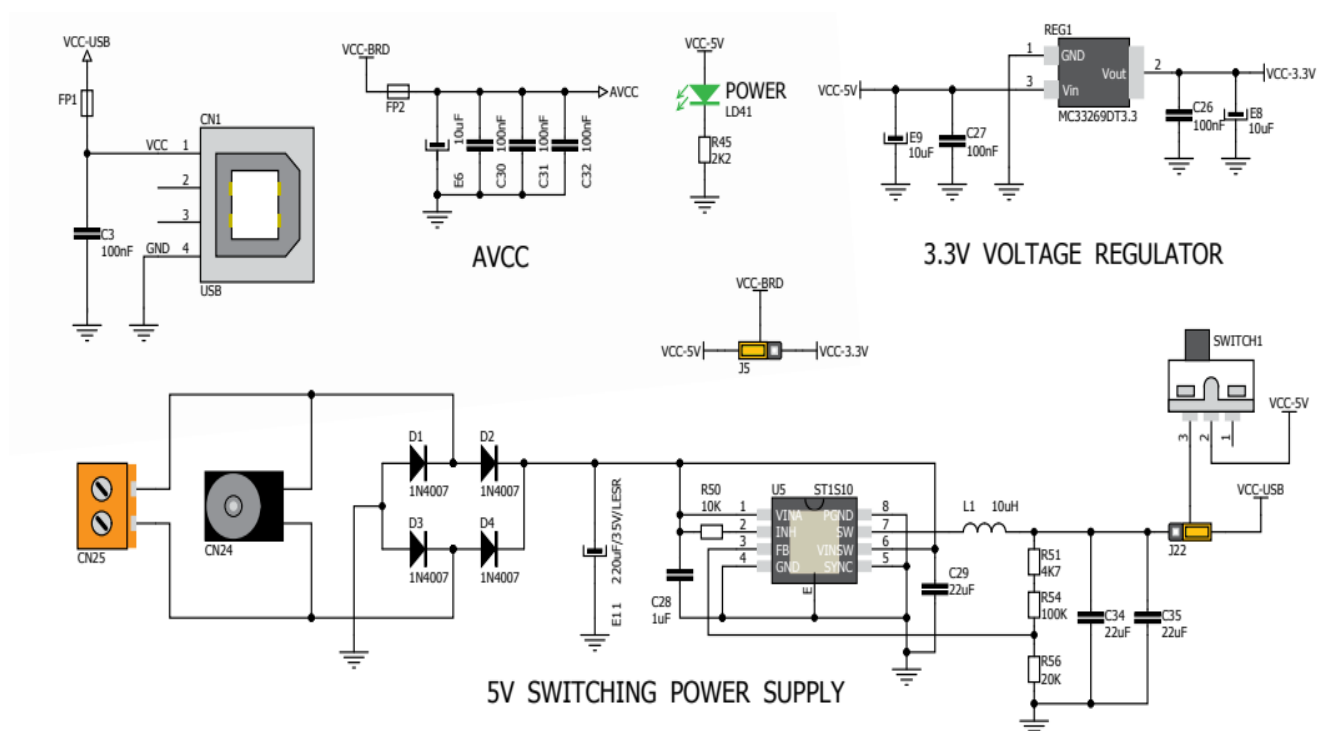 VCC-USB
FP1
CN1
VCC 1
2
3
GND 4
C3
100nF
USB
VCC-BRD
FP2
AVCC
10uF
100nF
100nF
100nF
E6
C30
C31
C32
AVCC
VCC-5V
POWER
LD41
R45
2K2
REG1
1
GND
2
Vout
VCC-3.3V
VCC-5V
3
Vin
MC33269DT3.3
E9
10uF
C27
100nF
C26
100nF
E8
10uF
3.3V VOLTAGE REGULATOR
VCC-BRD
VCC-5V
VCC-3.3V
J5
SWITCH1
VCC-5V
3
2
1
VCC-USB
J22
CN25
CN24
D1
1N4007
D2
1N4007
D3
1N4007
D4
1N4007
E11
220uF/35V/LESR
R50
10K
U5 ST1S10
1 VINA PGND 8
2 INH SW 7
3 FB VINSW 6
4 GND SYNC 5
E
C28
1uF
L1 10uH
C29
22uF
R51
4K7
R54
100K
R56
20K
C34
22uF
C35
22uF
5V SWITCHING POWER SUPPLY